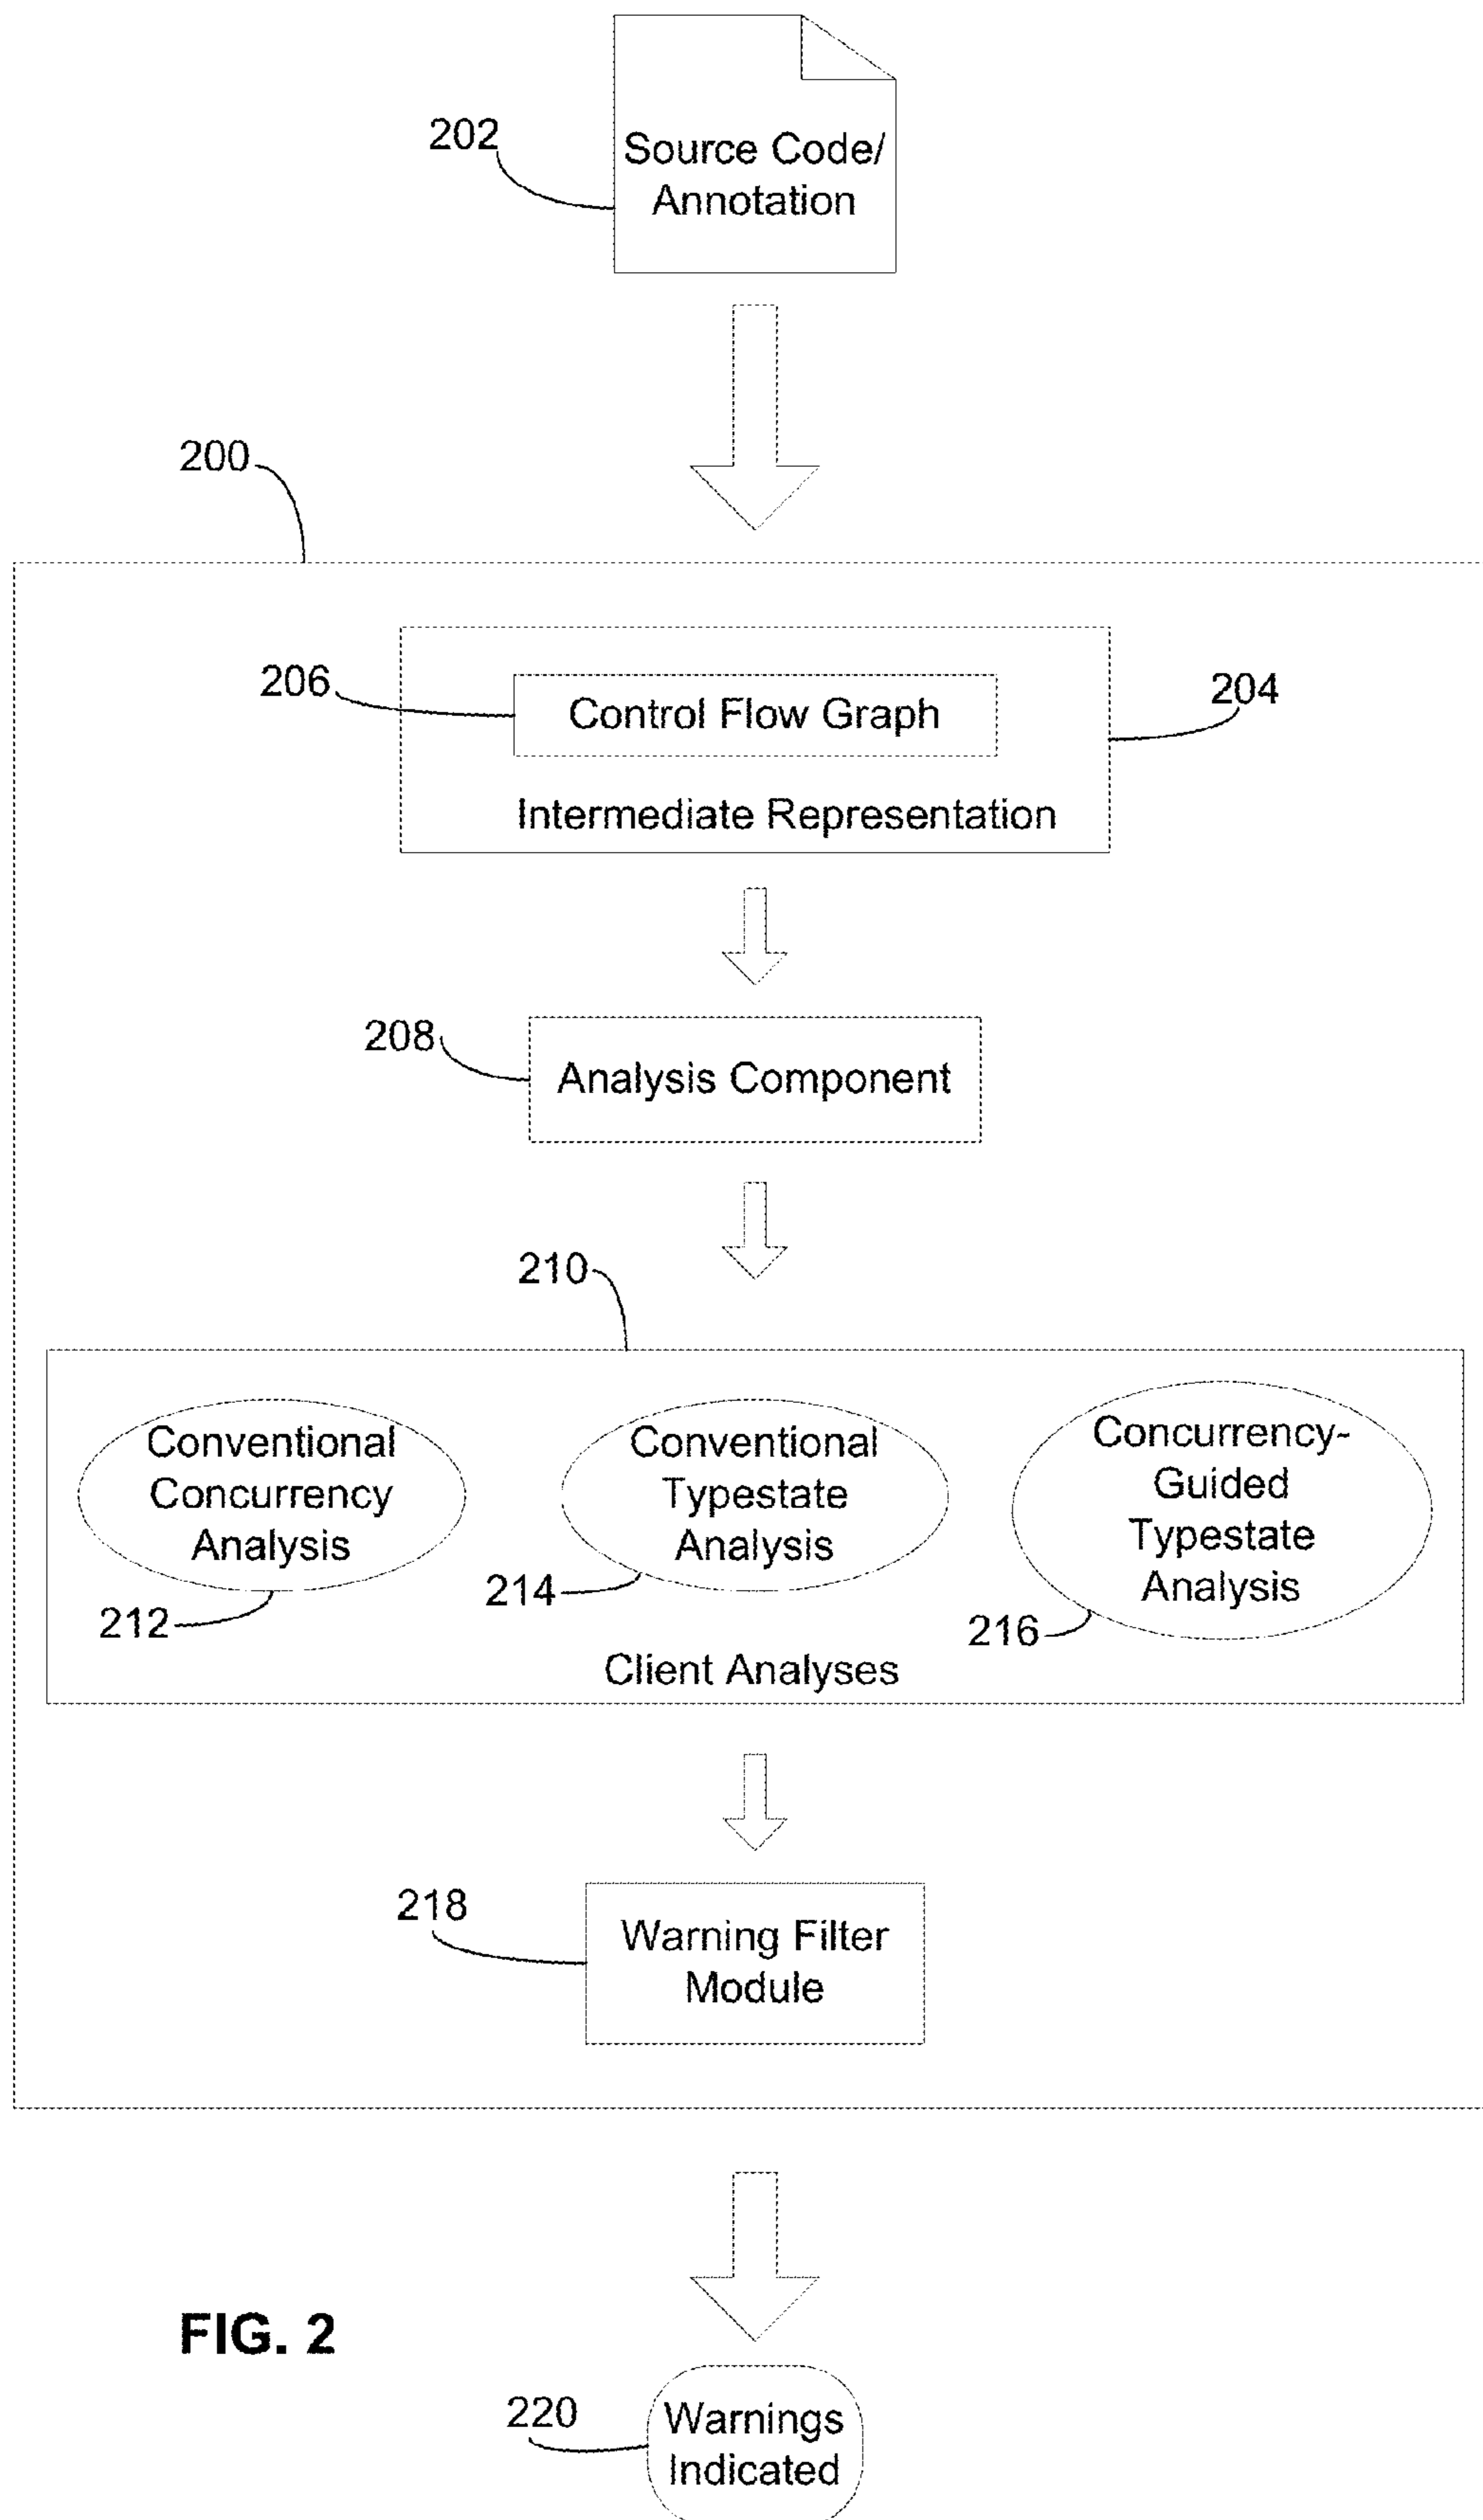 202
Source Code/
Annotation
200
206
Control Flow Graph
204
Intermediate Representation
208
Analysis Component
210
Conventional
Concurrency
Analysis
212
Conventional
Typestate
Analysis
214
Concurrency-
Guided
Typestate
Analysis
216
Client Analyses
218
Warning Filter
Module
FIG. 2
220
Warnings
Indicated